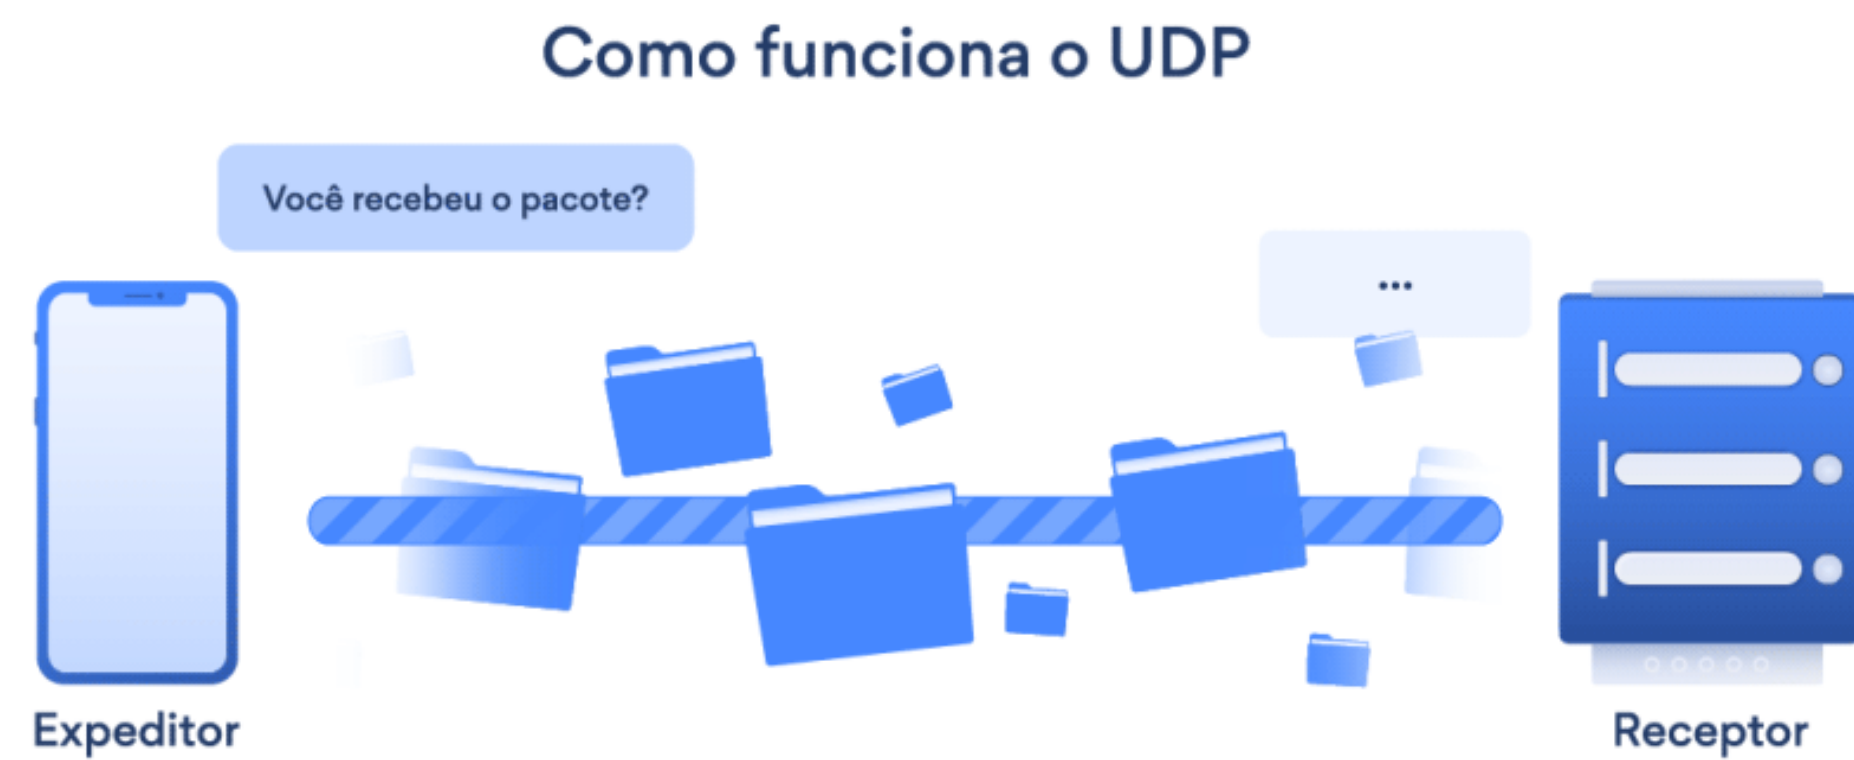 Como funciona o UDP
Você recebeu o pacote?
...
Expeditor
Receptor